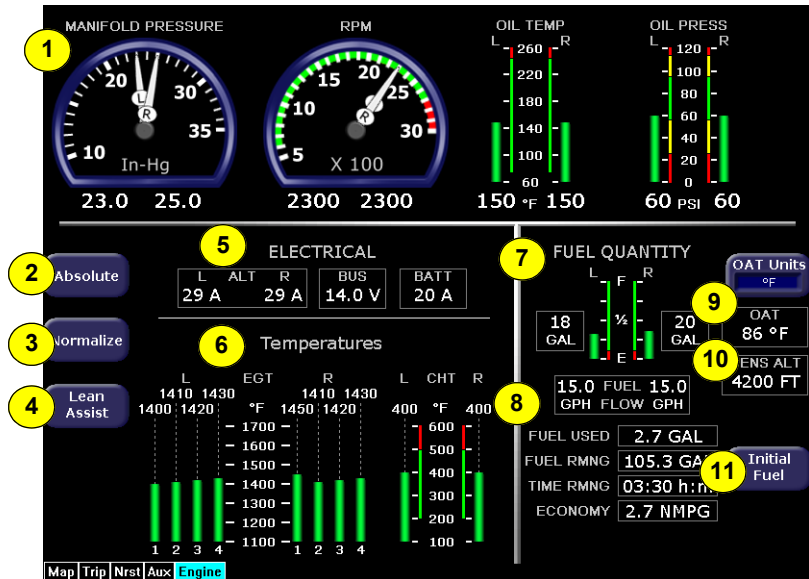 MANIFOLD PRESSURE
RPM
OIL TEMP
OIL PRESS
1
10
20
30
35
L
R
In-Hg
23.0 25.0
5
10
15
20
25
30
X 100
2300 2300
L 260 R
220
180
140
100
60
150 °F 150
L 120 R
100
80
60
40
20
0
60 PSI 60
5
ELECTRICAL
L ALT R
29 A 29 A
BUS
14.0 V
BATT
20 A
2
Absolute
3
Normalize
4
Lean
Assist
6
Temperatures
L EGT R
1410 1430
1400 1420
°F
1410 1430
1450 1420
1700
1600
1500
1400
1300
1200
1100
1 2 3 4
1 2 3 4
L CHT R
400 °F 400
600
500
400
300
200
100
7
FUEL QUANTITY
L R
F
½
E
18
GAL
20
GAL
8
15.0 FUEL 15.0
GPH FLOW GPH
FUEL USED 2.7 GAL
FUEL RMNG 105.3 GAL
TIME RMNG 03:30 h:m
ECONOMY 2.7 NMPG
OAT Units
°F
9
OAT
86 °F
10
ENS ALT
4200 FT
11
Initial
Fuel
Map Trip Nrst Aux Engine